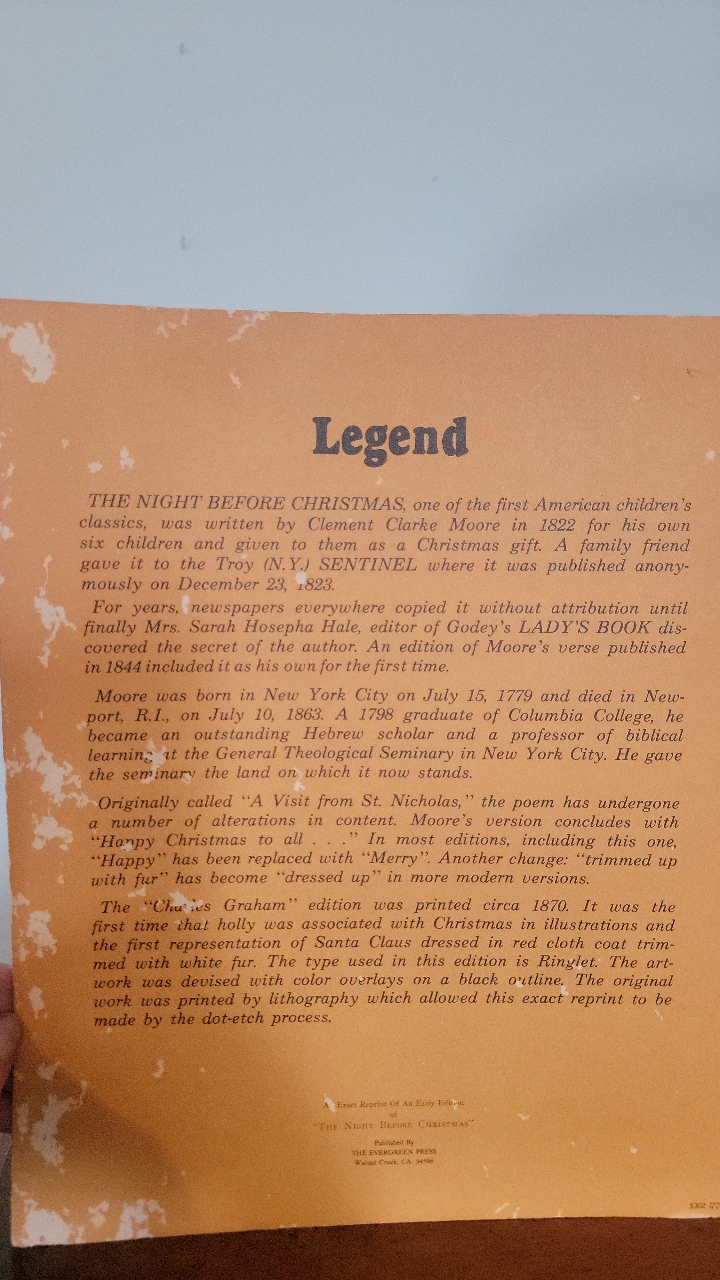 Legend
THE NIGHT BEFORE CHRISTMAS, one of the first American children's
classics, was written by Clement Clarke Moore in 1822 for his own
six children and given to them as a Christmas gift. A family friend
gave it to the Troy (N.Y.) SENTINEL where it was published anony-
mously on December 23, 1823.
For years, newspapers everywhere copied it without attribution until
finally Mrs. Sarah Hosepha Hale, editor of Godey's LADY'S BOOK dis-
covered the secret of the author. An edition of Moore's verse published
in 1844 included it as his own for the first time.
Moore was born in New York City on July 15, 1779 and died in New-
port, R.I., on July 10, 1863. A 1798 graduate of Columbia College, he
became an outstanding Hebrew scholar and a professor of biblical
learning at the General Theological Seminary in New York City. He gave
the seminary the land on which it now stands.
Originally called "A Visit from St. Nicholas," the poem has undergone
a number of alterations in content. Moore's version concludes with
"Happy Christmas to all . . ." In most editions, including this one,
"Happy" has been replaced with "Merry". Another change: "trimmed up
with fur" has become "dressed up" in more modern versions.
The "Charles Graham" edition was printed circa 1870. It was the
first time that holly was associated with Christmas in illustrations and
the first representation of Santa Claus dressed in red cloth coat trim-
med with white fur. The type used in this edition is Ringlet. The art-
work was devised with color overlays on a black outline. The original
work was printed by lithography which allowed this exact reprint to be
made by the dot-etch process.
An Exact Reprint Of An Early Edition
of
"THE NIGHT BEFORE CHRISTMAS"
Published By
THE EVERGREEN PRESS
Walnut Creek, CA. 94596